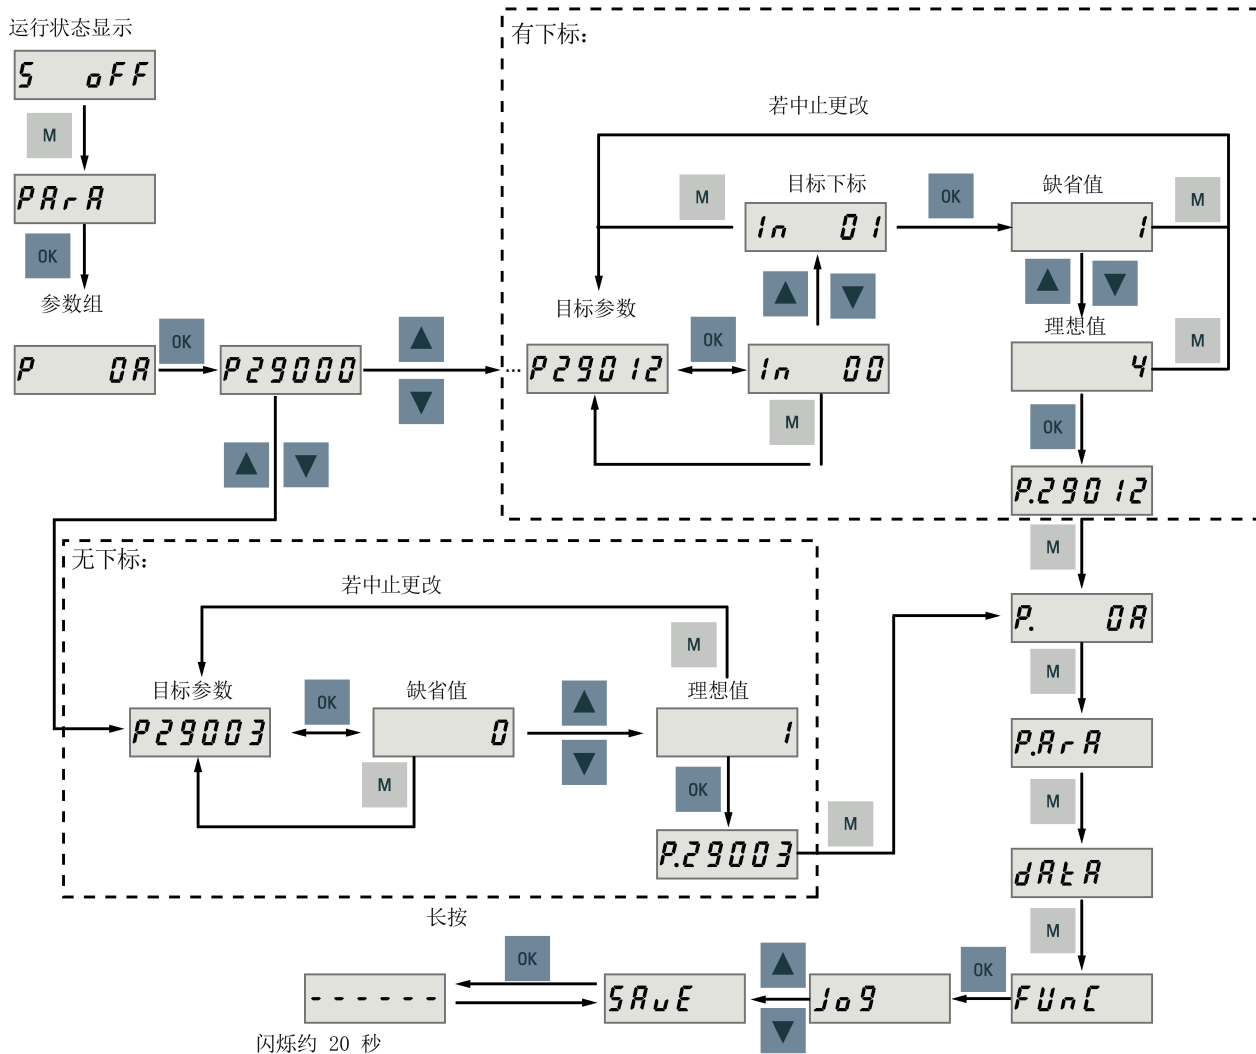 运行状态显示
S oFF
M
PArA
OK
参数组
P 0A
OK
P29000
有下标：
若中止更改
M
目标下标
In 01
OK
缺省值
1
M
目标参数
...P29012
OK
In 00
M
理想值
4
M
OK
P.29012
M
P. 0A
M
P.ArA
M
dAtA
M
FUnC
无下标：
若中止更改
M
目标参数
P29003
OK
缺省值
0
M
理想值
1
OK
P.29003
M
长按
OK
OK
------
SAvE
Jog
闪烁约 20 秒